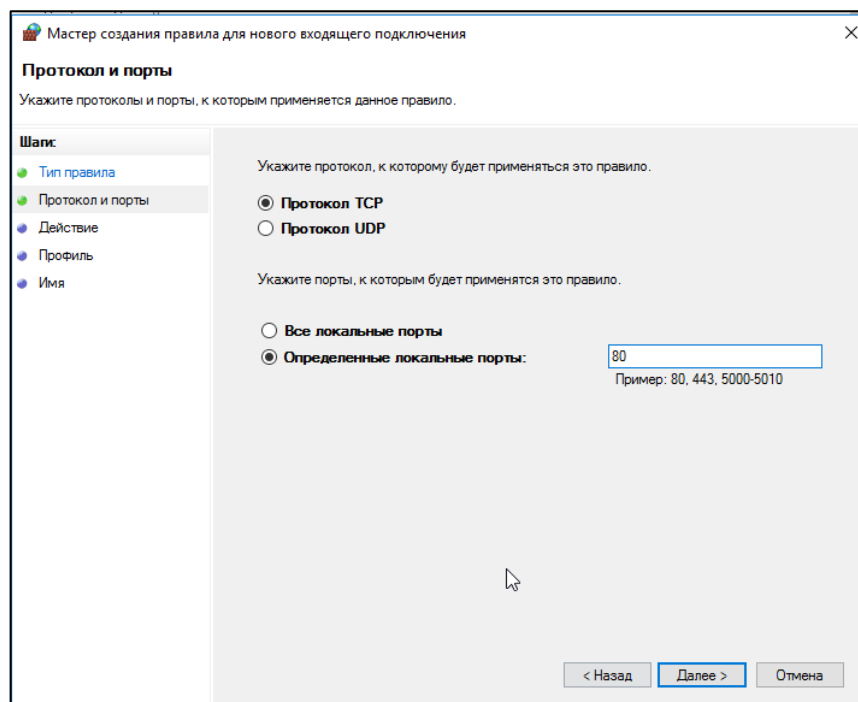 Мастер создания правила для нового входящего подключения
Протокол и порты
Укажите протоколы и порты, к которым применяется данное правило.
Шаги:
Тип правила
Протокол и порты
Действие
Профиль
Имя
Укажите протокол, к которому будет применяться это правило.
Протокол TCP
Протокол UDP
Укажите порты, к которым будет применятся это правило.
Все локальные порты
Определенные локальные порты:
80
Пример: 80, 443, 5000-5010
< Назад
Далее >
Отмена